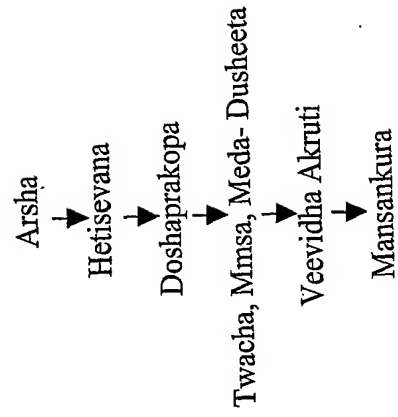 Arsha
Hetisevana
Doshaprakopa
Twacha, Mmsa, Meda- Dusheeta
Veevidha Akruti
Mansankura